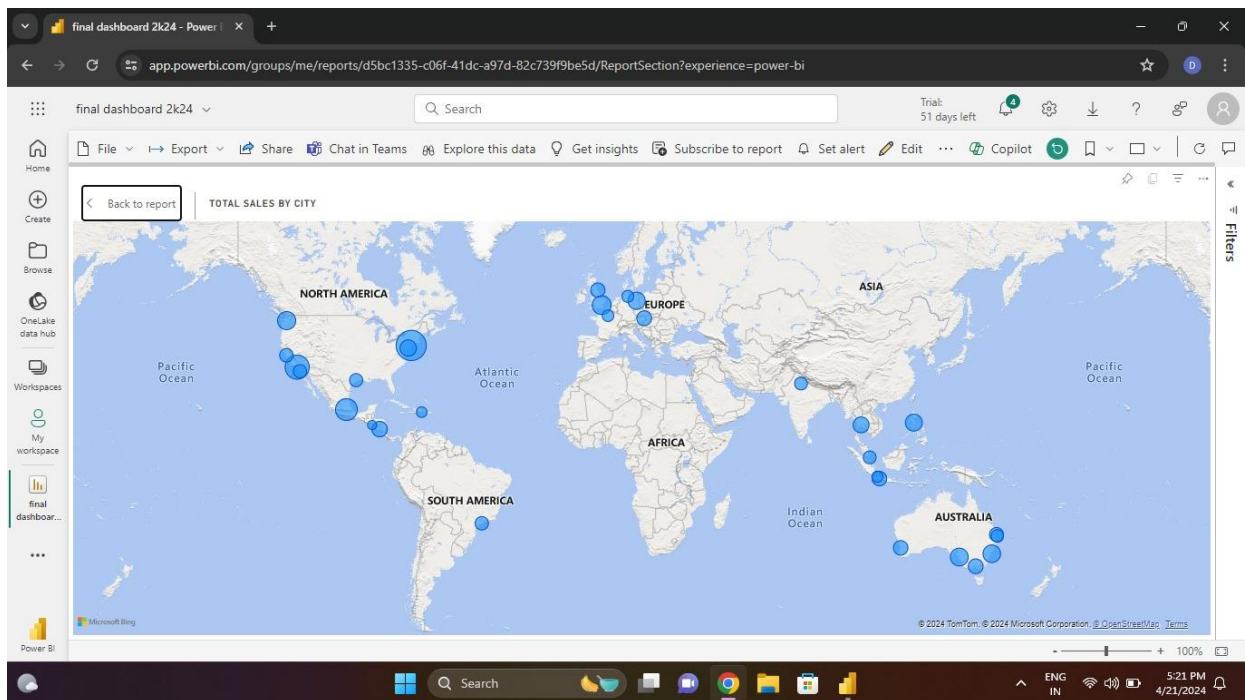 final dashboard 2k24 - Power
app.powerbi.com/groups/me/reports/d5bc1335-c06f-41dc-a97d-82c739f9be5d/ReportSection?experience=power-bi
D
final dashboard 2k24
Search
Trial:
51 days left
4
Home
File
Export
Share
Chat in Teams
Explore this data
Get insights
Subscribe to report
Set alert
Edit
Copilot
Back to report
TOTAL SALES BY CITY
Filters
Create
Browse
OneLake
data hub
Workspaces
My
workspace
final
dashboar...
Power BI
NORTH AMERICA
EUROPE
ASIA
Pacific
Ocean
Atlantic
Ocean
Pacific
Ocean
AFRICA
SOUTH AMERICA
Indian
Ocean
AUSTRALIA
Microsoft Bing
© 2024 TomTom, © 2024 Microsoft Corporation, © OpenStreetMap Terms
- + 100%
Search
ENG
IN
5:21 PM
4/21/2024